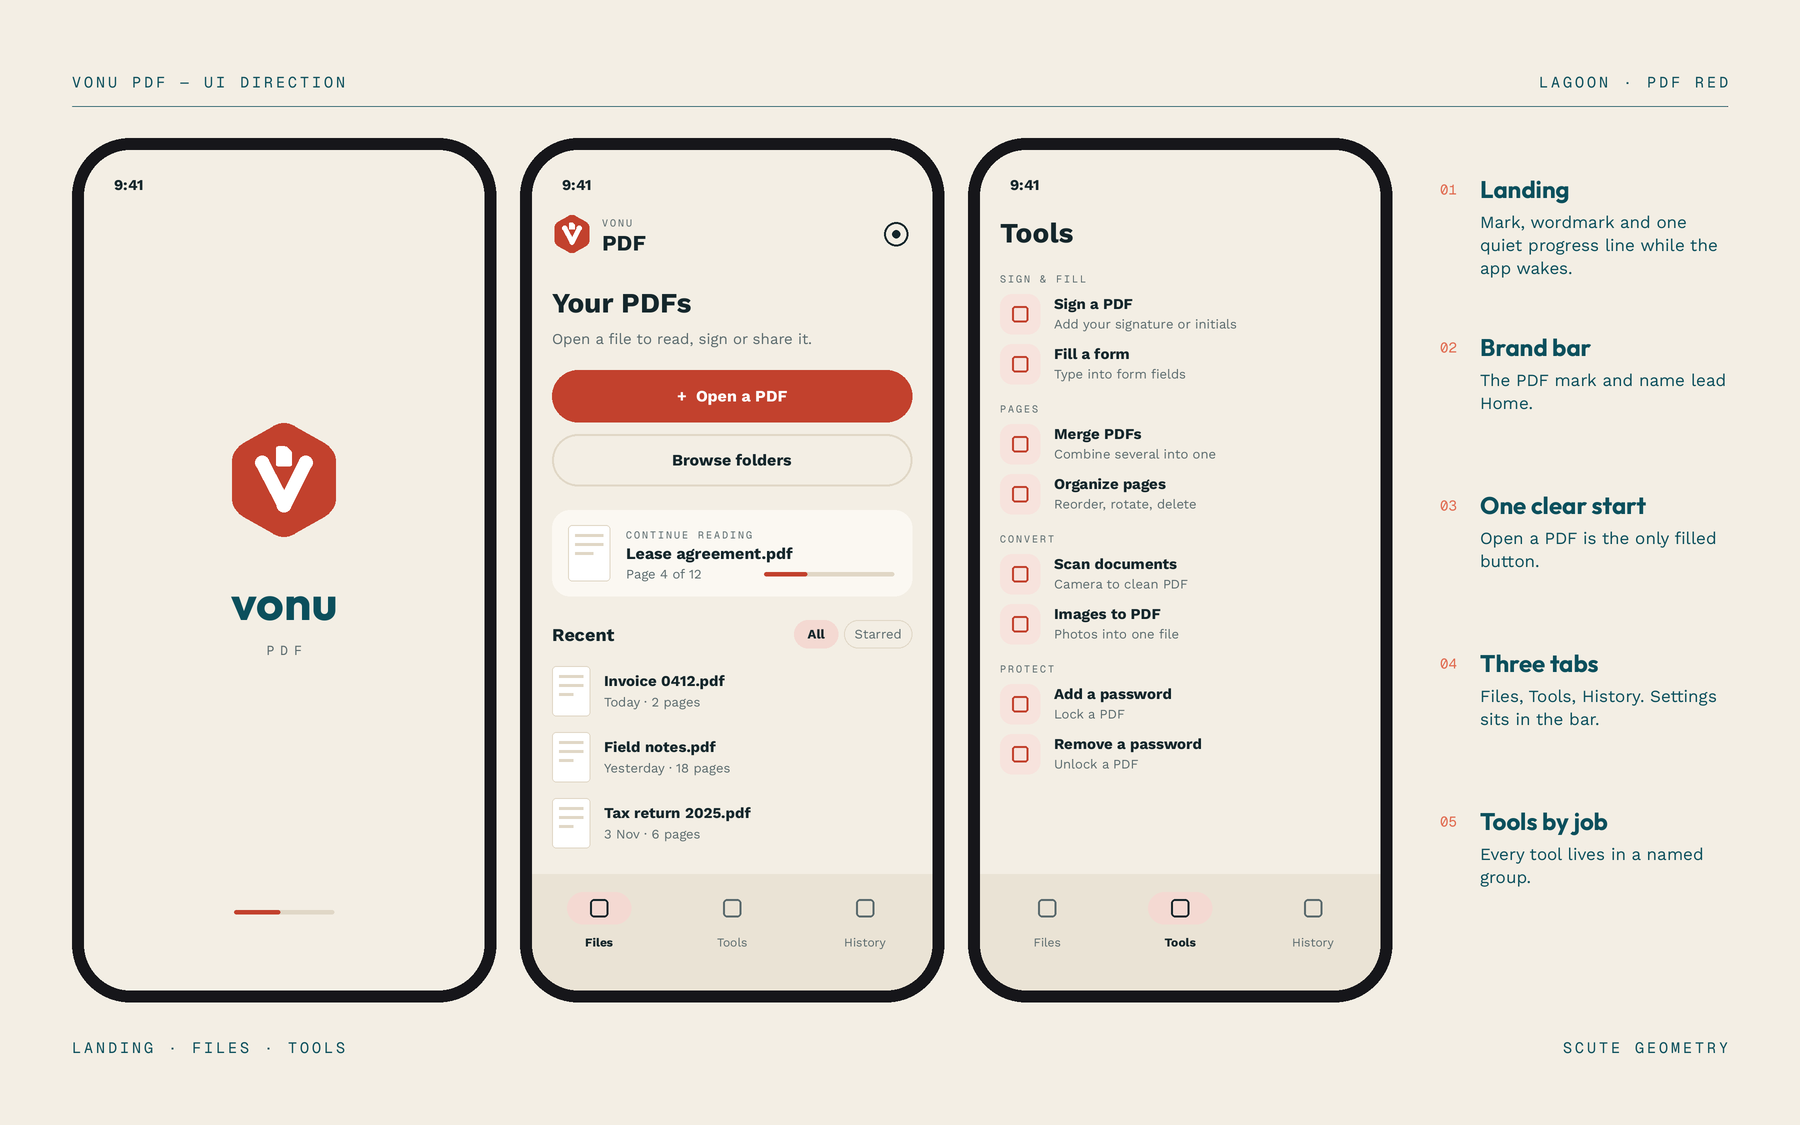 VONU PDF — UI DIRECTION
LAGOON · PDF RED
9:41
vonu
PDF
9:41
VONU
PDF
Your PDFs
Open a file to read, sign or share it.
+ Open a PDF
Browse folders
CONTINUE READING
Lease agreement.pdf
Page 4 of 12
Recent
All
Starred
Invoice 0412.pdf
Today · 2 pages
Field notes.pdf
Yesterday · 18 pages
Tax return 2025.pdf
3 Nov · 6 pages
Files
Tools
History
9:41
Tools
SIGN & FILL
Sign a PDF
Add your signature or initials
Fill a form
Type into form fields
PAGES
Merge PDFs
Combine several into one
Organize pages
Reorder, rotate, delete
CONVERT
Scan documents
Camera to clean PDF
Images to PDF
Photos into one file
PROTECT
Add a password
Lock a PDF
Remove a password
Unlock a PDF
Files
Tools
History
01
Landing
Mark, wordmark and one
quiet progress line while the
app wakes.
02
Brand bar
The PDF mark and name lead
Home.
03
One clear start
Open a PDF is the only filled
button.
04
Three tabs
Files, Tools, History. Settings
sits in the bar.
05
Tools by job
Every tool lives in a named
group.
LANDING · FILES · TOOLS
SCUTE GEOMETRY